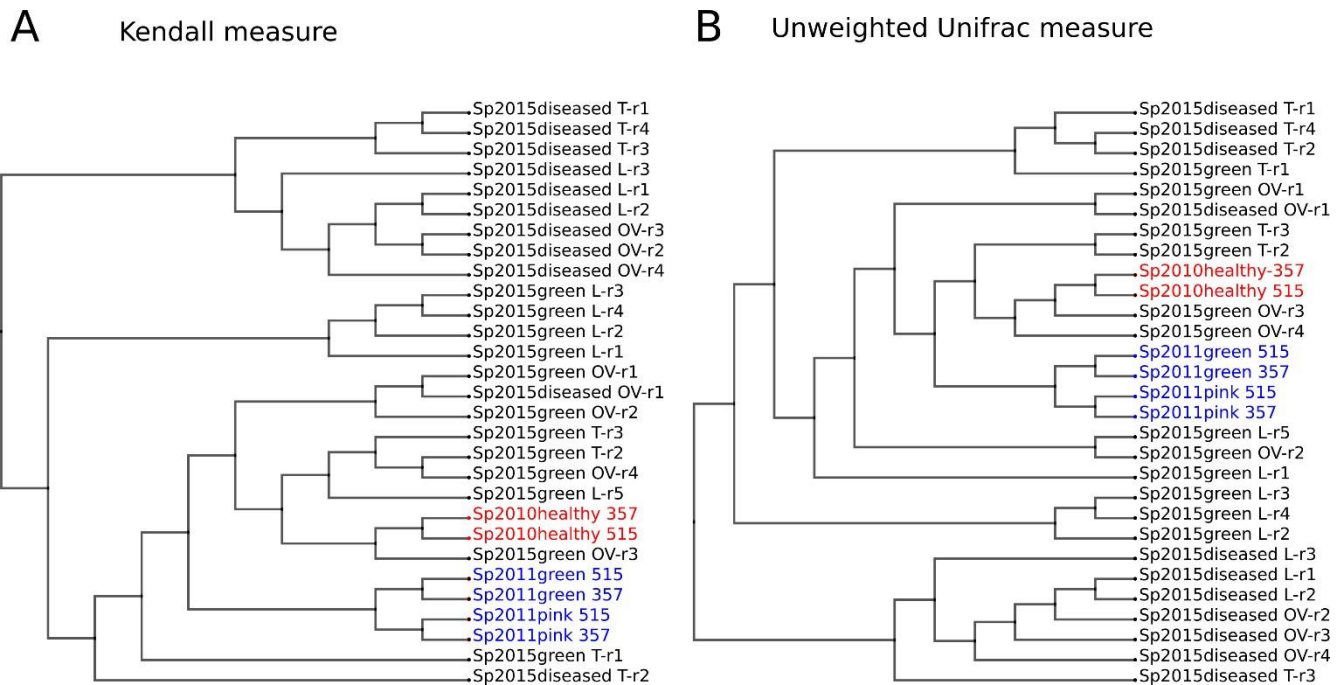 A
Kendall measure
Sp2015diseased T-r1
Sp2015diseased T-r4
Sp2015diseased T-r3
Sp2015diseased L-r3
Sp2015diseased L-r1
Sp2015diseased L-r2
Sp2015diseased OV-r3
Sp2015diseased OV-r2
Sp2015diseased OV-r4
Sp2015green L-r3
Sp2015green L-r4
Sp2015green L-r2
Sp2015green L-r1
Sp2015green OV-r1
Sp2015diseased OV-r1
Sp2015green OV-r2
Sp2015green T-r3
Sp2015green T-r2
Sp2015green OV-r4
Sp2015green L-r5
Sp2010healthy 357
Sp2010healthy 515
Sp2015green OV-r3
Sp2011green 515
Sp2011green 357
Sp2011pink 515
Sp2011pink 357
Sp2015green T-r1
Sp2015diseased T-r2
B
Unweighted Unifrac measure
Sp2015diseased T-r1
Sp2015diseased T-r4
Sp2015diseased T-r2
Sp2015green T-r1
Sp2015green OV-r1
Sp2015diseased OV-r1
Sp2015green T-r3
Sp2015green T-r2
Sp2010healthy-357
Sp2010healthy 515
Sp2015green OV-r3
Sp2015green OV-r4
Sp2011green 515
Sp2011green 357
Sp2011pink 515
Sp2011pink 357
Sp2015green L-r5
Sp2015green OV-r2
Sp2015green L-r1
Sp2015green L-r3
Sp2015green L-r4
Sp2015green L-r2
Sp2015diseased L-r3
Sp2015diseased L-r1
Sp2015diseased L-r2
Sp2015diseased OV-r2
Sp2015diseased OV-r3
Sp2015diseased OV-r4
Sp2015diseased T-r3